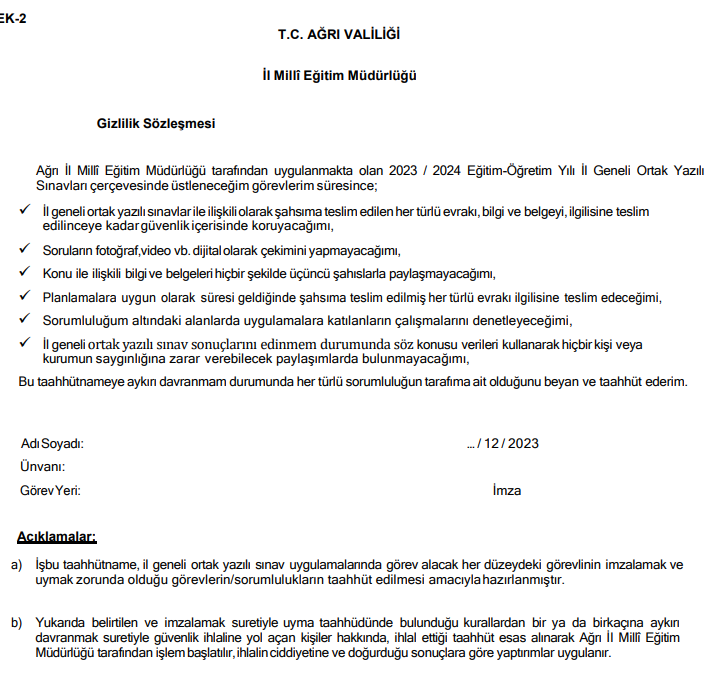 EK-2
T.C. AĞRI VALİLİĞİ
İl Millî Eğitim Müdürlüğü
Gizlilik Sözleşmesi
Ağrı İl Millî Eğitim Müdürlüğü tarafından uygulanmakta olan 2023 / 2024 Eğitim-Öğretim Yılı İl Geneli Ortak Yazılı
Sınavları çerçevesinde üstleneceğim görevlerim süresince;
✓ İl geneli ortak yazılı sınavlar ile ilişkili olarak şahsıma teslim edilen her türlü evrakı, bilgi ve belgeyi, ilgilisine teslim
edilinceye kadar güvenlik içerisinde koruyacağımı,
✓ Soruların fotoğraf,video vb. dijital olarak çekimini yapmayacağımı,
✓ Konu ile ilişkili bilgi ve belgeleri hiçbir şekilde üçüncü şahıslarla paylaşmayacağımı,
✓ Planlamalara uygun olarak süresi geldiğinde şahsıma teslim edilmiş her türlü evrakı ilgilisine teslim edeceğimi,
✓ Sorumluluğum altındaki alanlarda uygulamalara katılanların çalışmalarını denetleyeceğimi,
✓ İl geneli ortak yazılı sınav sonuçlarını edinmem durumunda söz konusu verileri kullanarak hiçbir kişi veya
kurumun saygınlığına zarar verebilecek paylaşımlarda bulunmayacağımı,
Bu taahhütnameye aykırı davranmam durumunda her türlü sorumluluğun tarafıma ait olduğunu beyan ve taahhüt ederim.
Adı Soyadı: ... / 12 / 2023
Ünvanı:
Görev Yeri: İmza
Açıklamalar:
a) İşbu taahhütname, il geneli ortak yazılı sınav uygulamalarında görev alacak her düzeydeki görevlinin imzalamak ve
uymak zorunda olduğu görevlerin/sorumlulukların taahhüt edilmesi amacıyla hazırlanmıştır.
b) Yukarıda belirtilen ve imzalamak suretiyle uyma taahhüdünde bulunduğu kurallardan bir ya da birkaçına aykırı
davranmak suretiyle güvenlik ihlaline yol açan kişiler hakkında, ihlal ettiği taahhüt esas alınarak Ağrı İl Millî Eğitim
Müdürlüğü tarafından işlem başlatılır, ihlalin ciddiyetine ve doğurduğu sonuçlara göre yaptırımlar uygulanır.